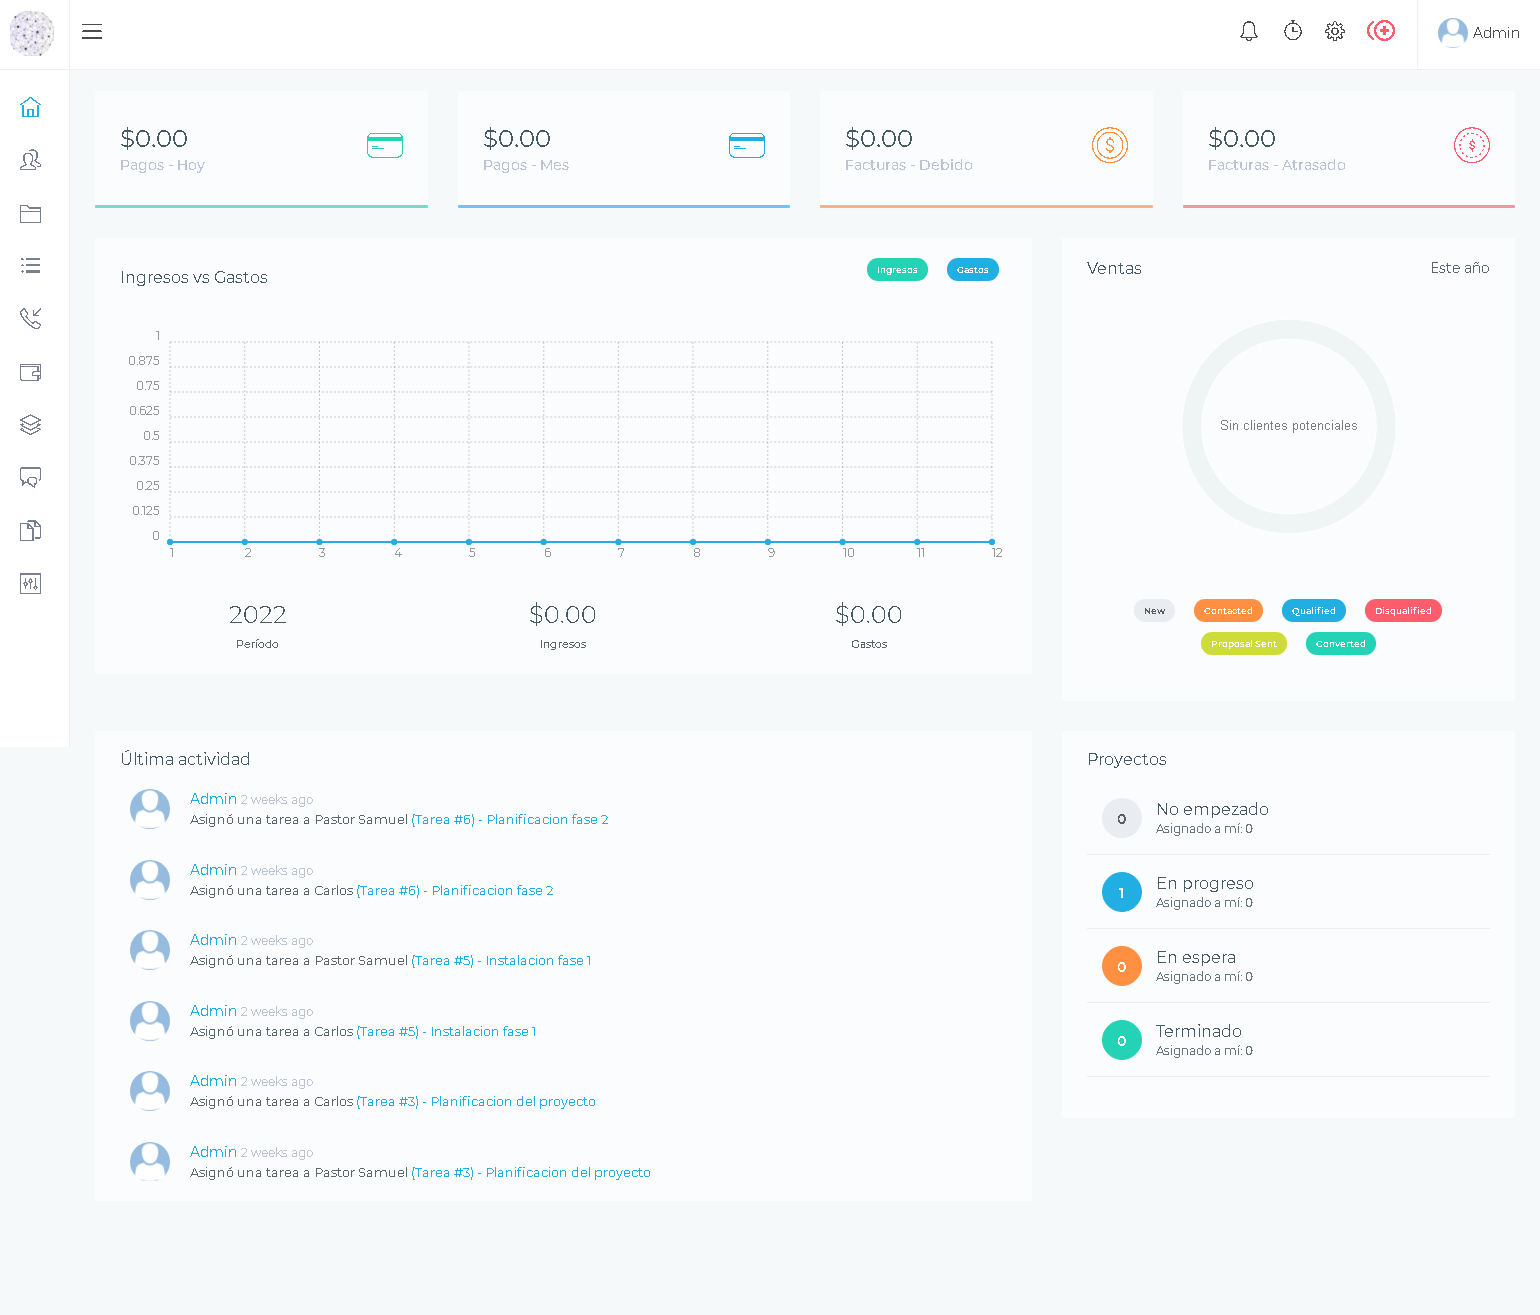 Admin
$0.00
Pagos - Hoy
$0.00
Pagos - Mes
$0.00
Facturas - Debido
$0.00
Facturas - Atrasado
Ingresos vs Gastos
Ingresos
Gastos
1
0.875
0.75
0.625
0.5
0.375
0.25
0.125
0
1 2 3 4 5 6 7 8 9 10 11 12
2022
Período
$0.00
Ingresos
$0.00
Gastos
Ventas
Este año
Sin clientes potenciales
New
Contacted
Qualified
Disqualified
Proposal Sent
Converted
Última actividad
Admin 2 weeks ago
Asignó una tarea a Pastor Samuel (Tarea #6) - Planificacion fase 2
Admin 2 weeks ago
Asignó una tarea a Carlos (Tarea #6) - Planificacion fase 2
Admin 2 weeks ago
Asignó una tarea a Pastor Samuel (Tarea #5) - Instalacion fase 1
Admin 2 weeks ago
Asignó una tarea a Carlos (Tarea #5) - Instalacion fase 1
Admin 2 weeks ago
Asignó una tarea a Carlos (Tarea #3) - Planificacion del proyecto
Admin 2 weeks ago
Asignó una tarea a Pastor Samuel (Tarea #3) - Planificacion del proyecto
Proyectos
0
No empezado
Asignado a mí: 0
1
En progreso
Asignado a mí: 0
0
En espera
Asignado a mí: 0
0
Terminado
Asignado a mí: 0